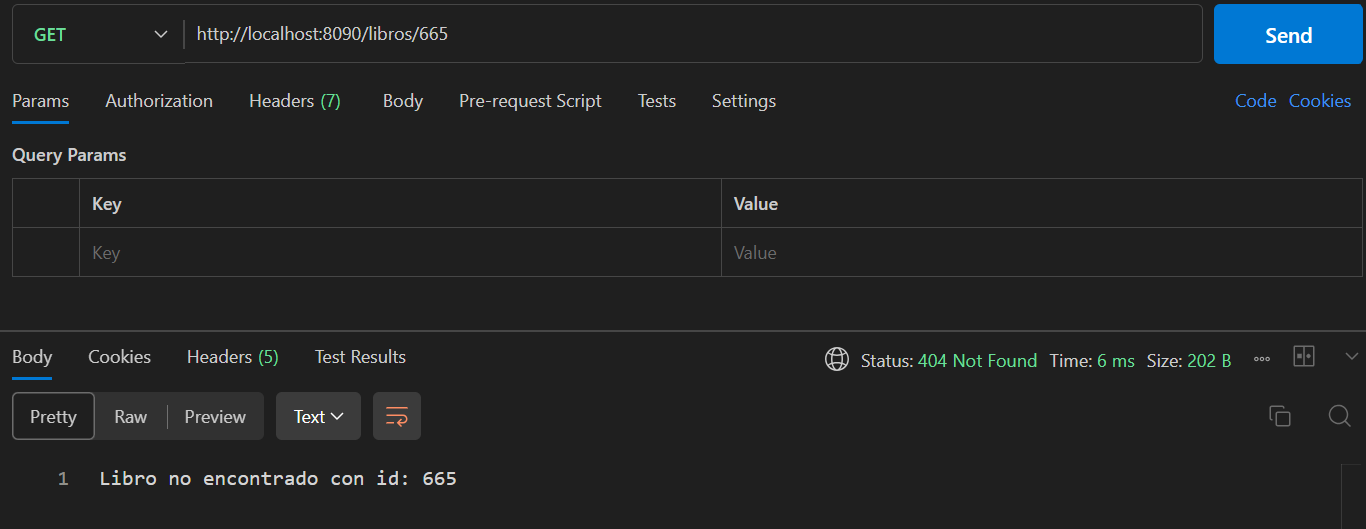 GET http://localhost:8090/libros/665 Send
Params Authorization Headers (7) Body Pre-request Script Tests Settings Code Cookies
Query Params
Key Value
Key Value
Body Cookies Headers (5) Test Results Status: 404 Not Found Time: 6 ms Size: 202 B
Pretty Raw Preview Text
1 Libro no encontrado con id: 665